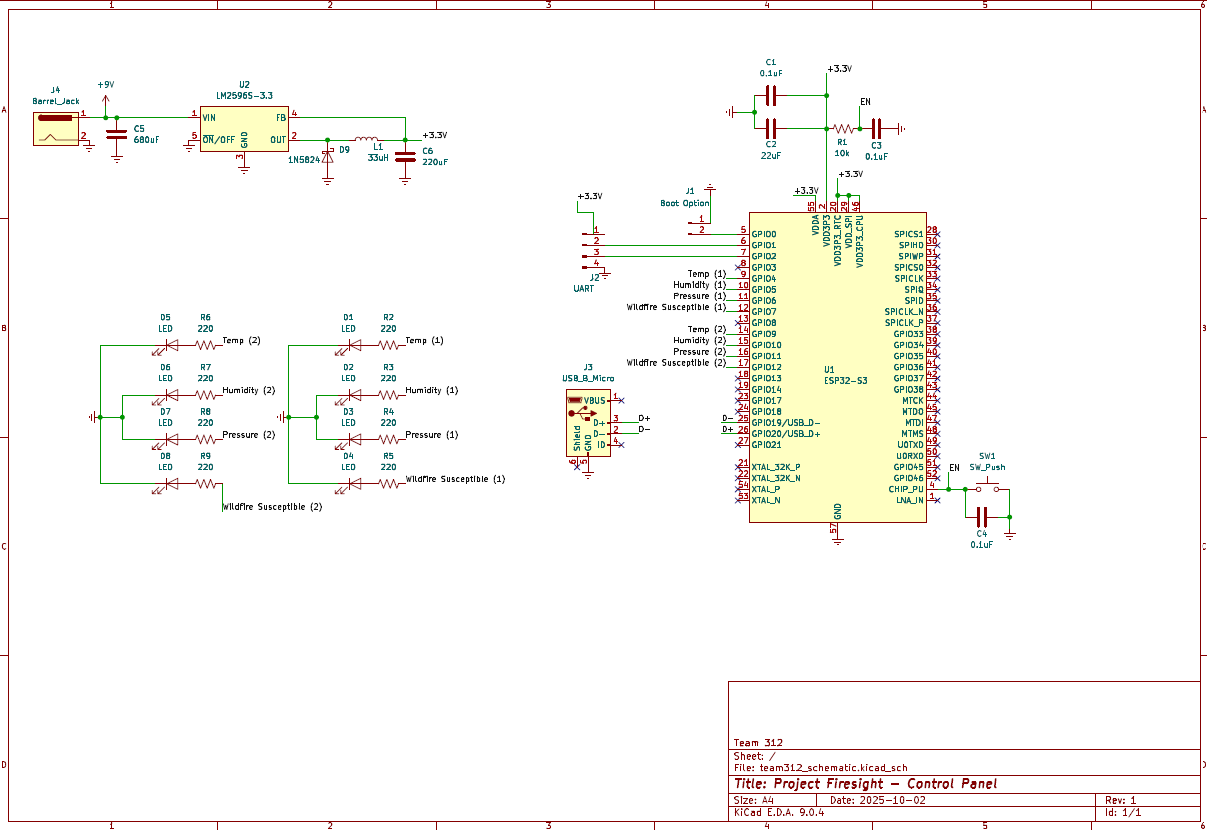 1 2 3 4 5 6
A
B
C
D
J4
Barrel_Jack
1
2
+9V
C5
680uF
U2
LM2596S-3.3
1 VIN
5 ON/OFF
GND
3
FB 4
OUT 2
1N5824
D9
L1
33uH
+3.3V
C6
220uF
C1
0.1uF
+3.3V
C2
22uF
EN
R1
10k
C3
0.1uF
+3.3V
+3.3V
J1
Boot Option
1
2
+3.3V
1
2
3
4
J2
UART
55 2 20 29 46
VDDA
VDD3P3
VDD3P3_RTC
VDD_SPI
VDD3P3_CPU
5 GPIO0
6 GPIO1
7 GPIO2
8 GPIO3
Temp (1) 9 GPIO4
Humidity (1) 10 GPIO5
Pressure (1) 11 GPIO6
Wildfire Susceptible (1) 12 GPIO7
13 GPIO8
Temp (2) 14 GPIO9
Humidity (2) 15 GPIO10
Pressure (2) 16 GPIO11
Wildfire Susceptible (2) 17 GPIO12
18 GPIO13
19 GPIO14
23 GPIO17
24 GPIO18
D- 25 GPIO19/USB_D-
D+ 26 GPIO20/USB_D+
27 GPIO21
21 XTAL_32K_P
22 XTAL_32K_N
54 XTAL_P
53 XTAL_N
U1
ESP32-S3
SPICS1 28
SPIHD 30
SPIWP 31
SPICS0 32
SPICLK 33
SPIQ 34
SPID 35
SPICLK_N 36
SPICLK_P 37
GPIO33 38
GPIO34 39
GPIO35 40
GPIO36 41
GPIO37 42
GPIO38 43
MTCK 44
MTDO 45
MTDI 47
MTMS 48
U0TXD 49
U0RXD 50
GPIO45 51
GPIO46 52
CHIP_PU 4
LNA_IN 1
GND
57
EN
SW1
SW_Push
C4
0.1uF
J3
USB_B_Micro
VBUS 1
D+ 3 D+
D- 2 D-
ID 4
Shield
GND
6 5
D5
LED
R6
220
Temp (2)
D6
LED
R7
220
Humidity (2)
D7
LED
R8
220
Pressure (2)
D8
LED
R9
220
Wildfire Susceptible (2)
D1
LED
R2
220
Temp (1)
D2
LED
R3
220
Humidity (1)
D3
LED
R4
220
Pressure (1)
D4
LED
R5
220
Wildfire Susceptible (1)
Team 312
Sheet: /
File: team312_schematic.kicad_sch
Title: Project Firesight - Control Panel
Size: A4 Date: 2025-10-02 Rev: 1
KiCad E.D.A. 9.0.4 Id: 1/1
1 2 3 4 5 6